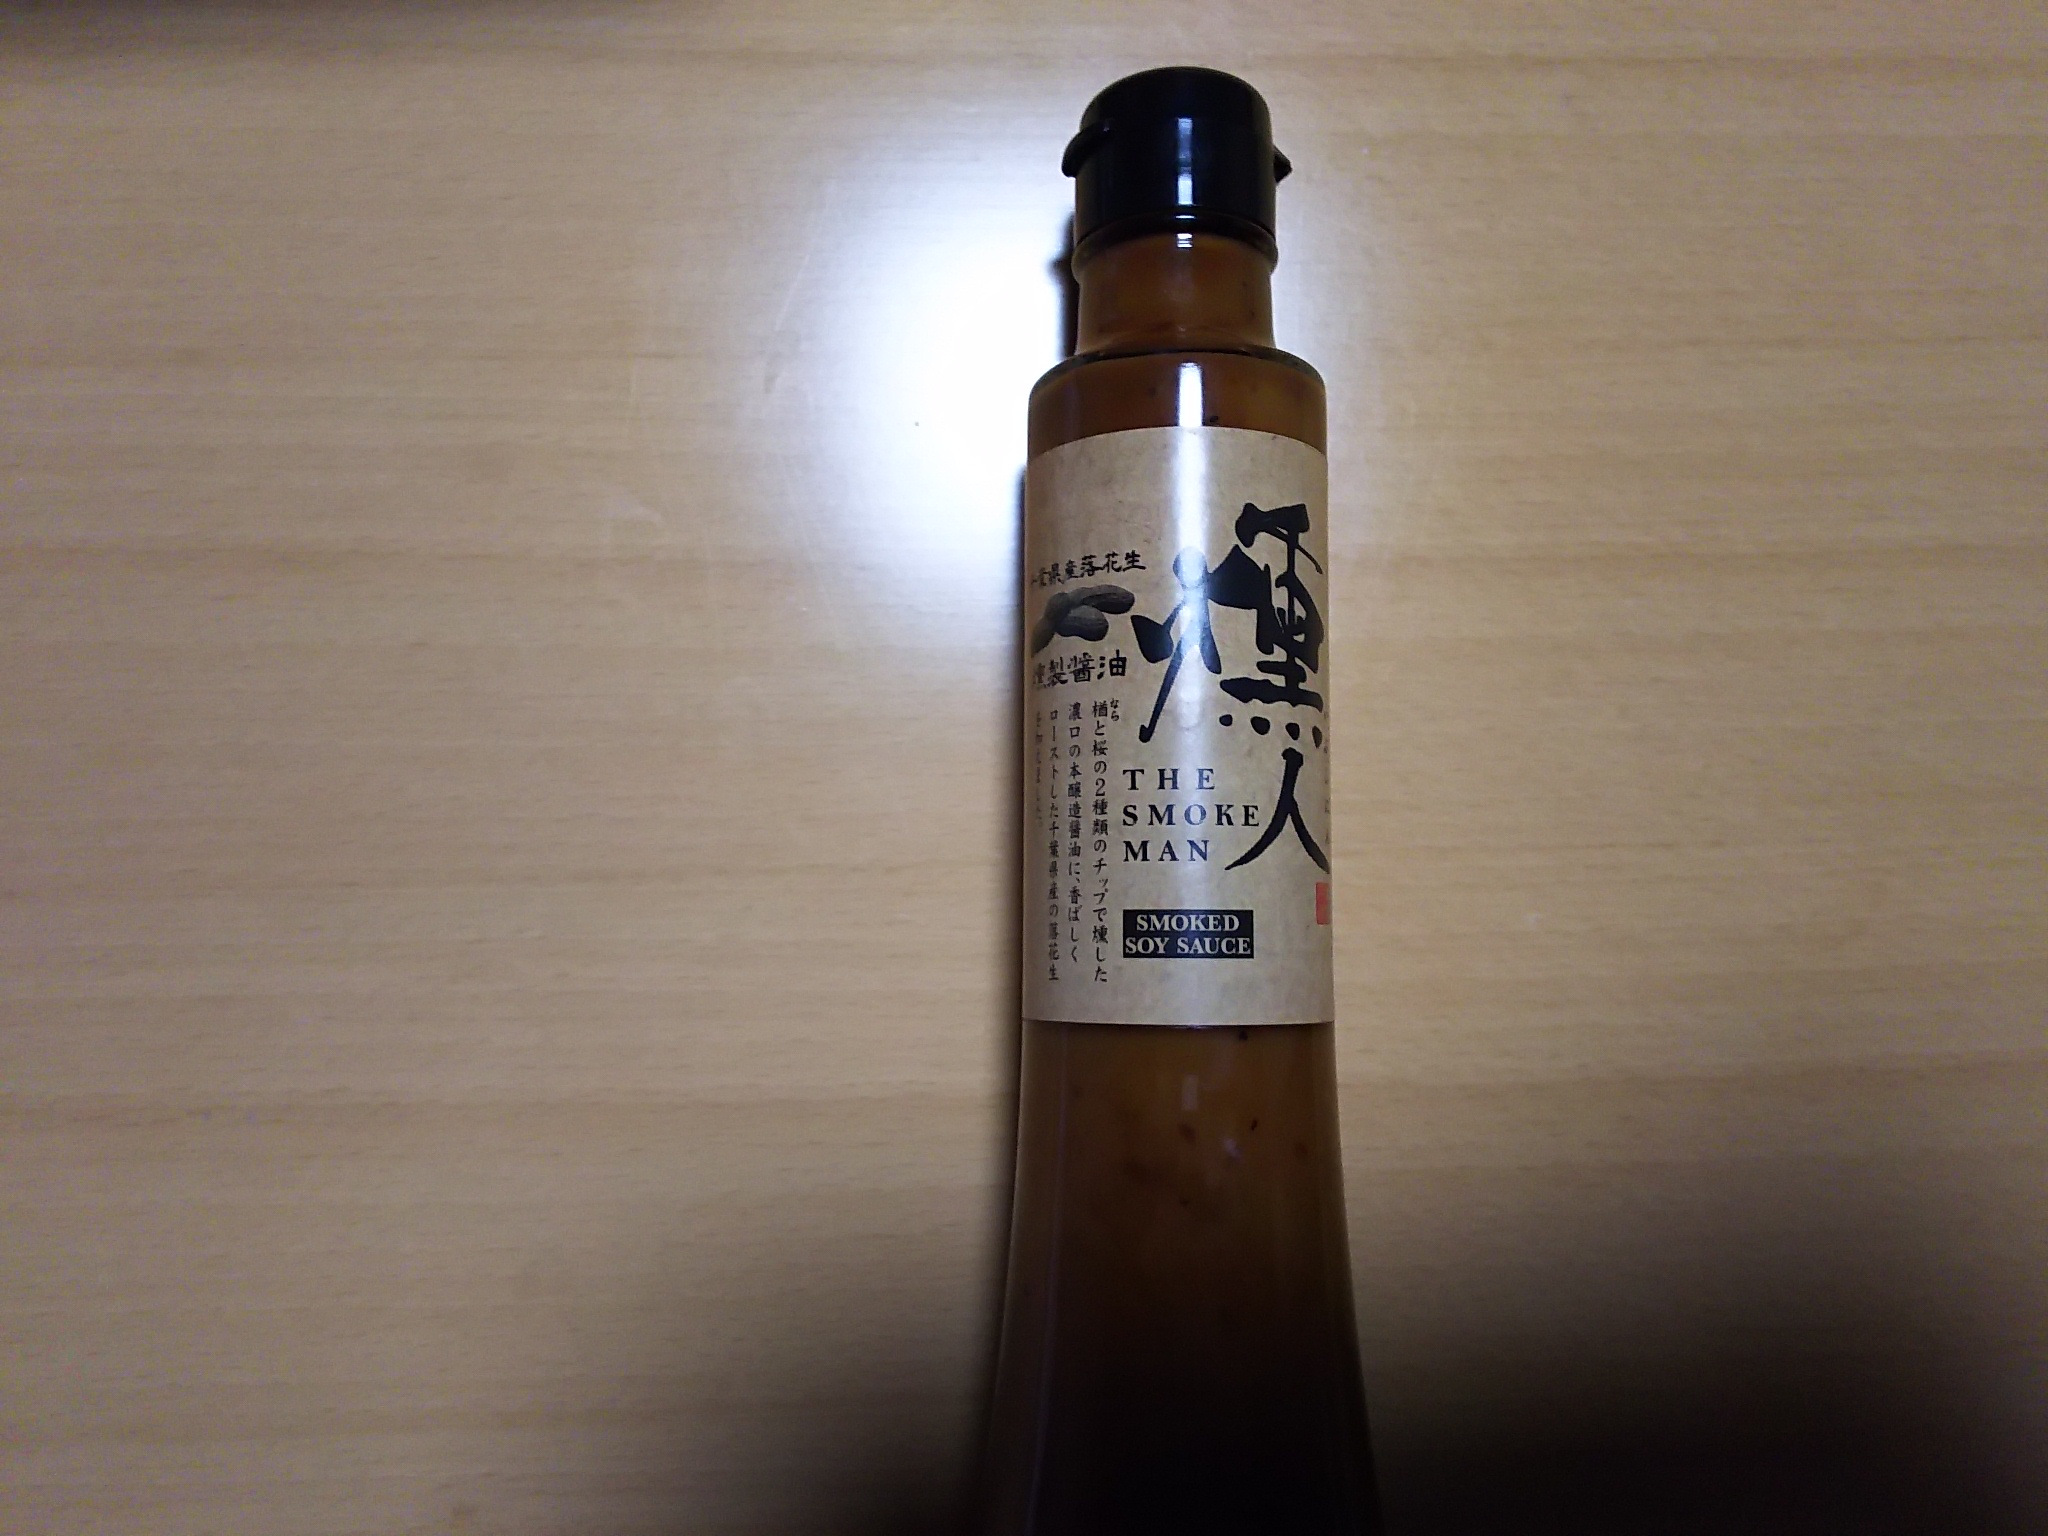 燻人
THE
SMOKE
MAN
SMOKED
SOY SAUCE
千葉県産落花生
燻製醤油
なら
楢と桜の2種類のチップで燻した
濃口の本醸造醤油に、香ばしく
ローストした千葉県産の落花生